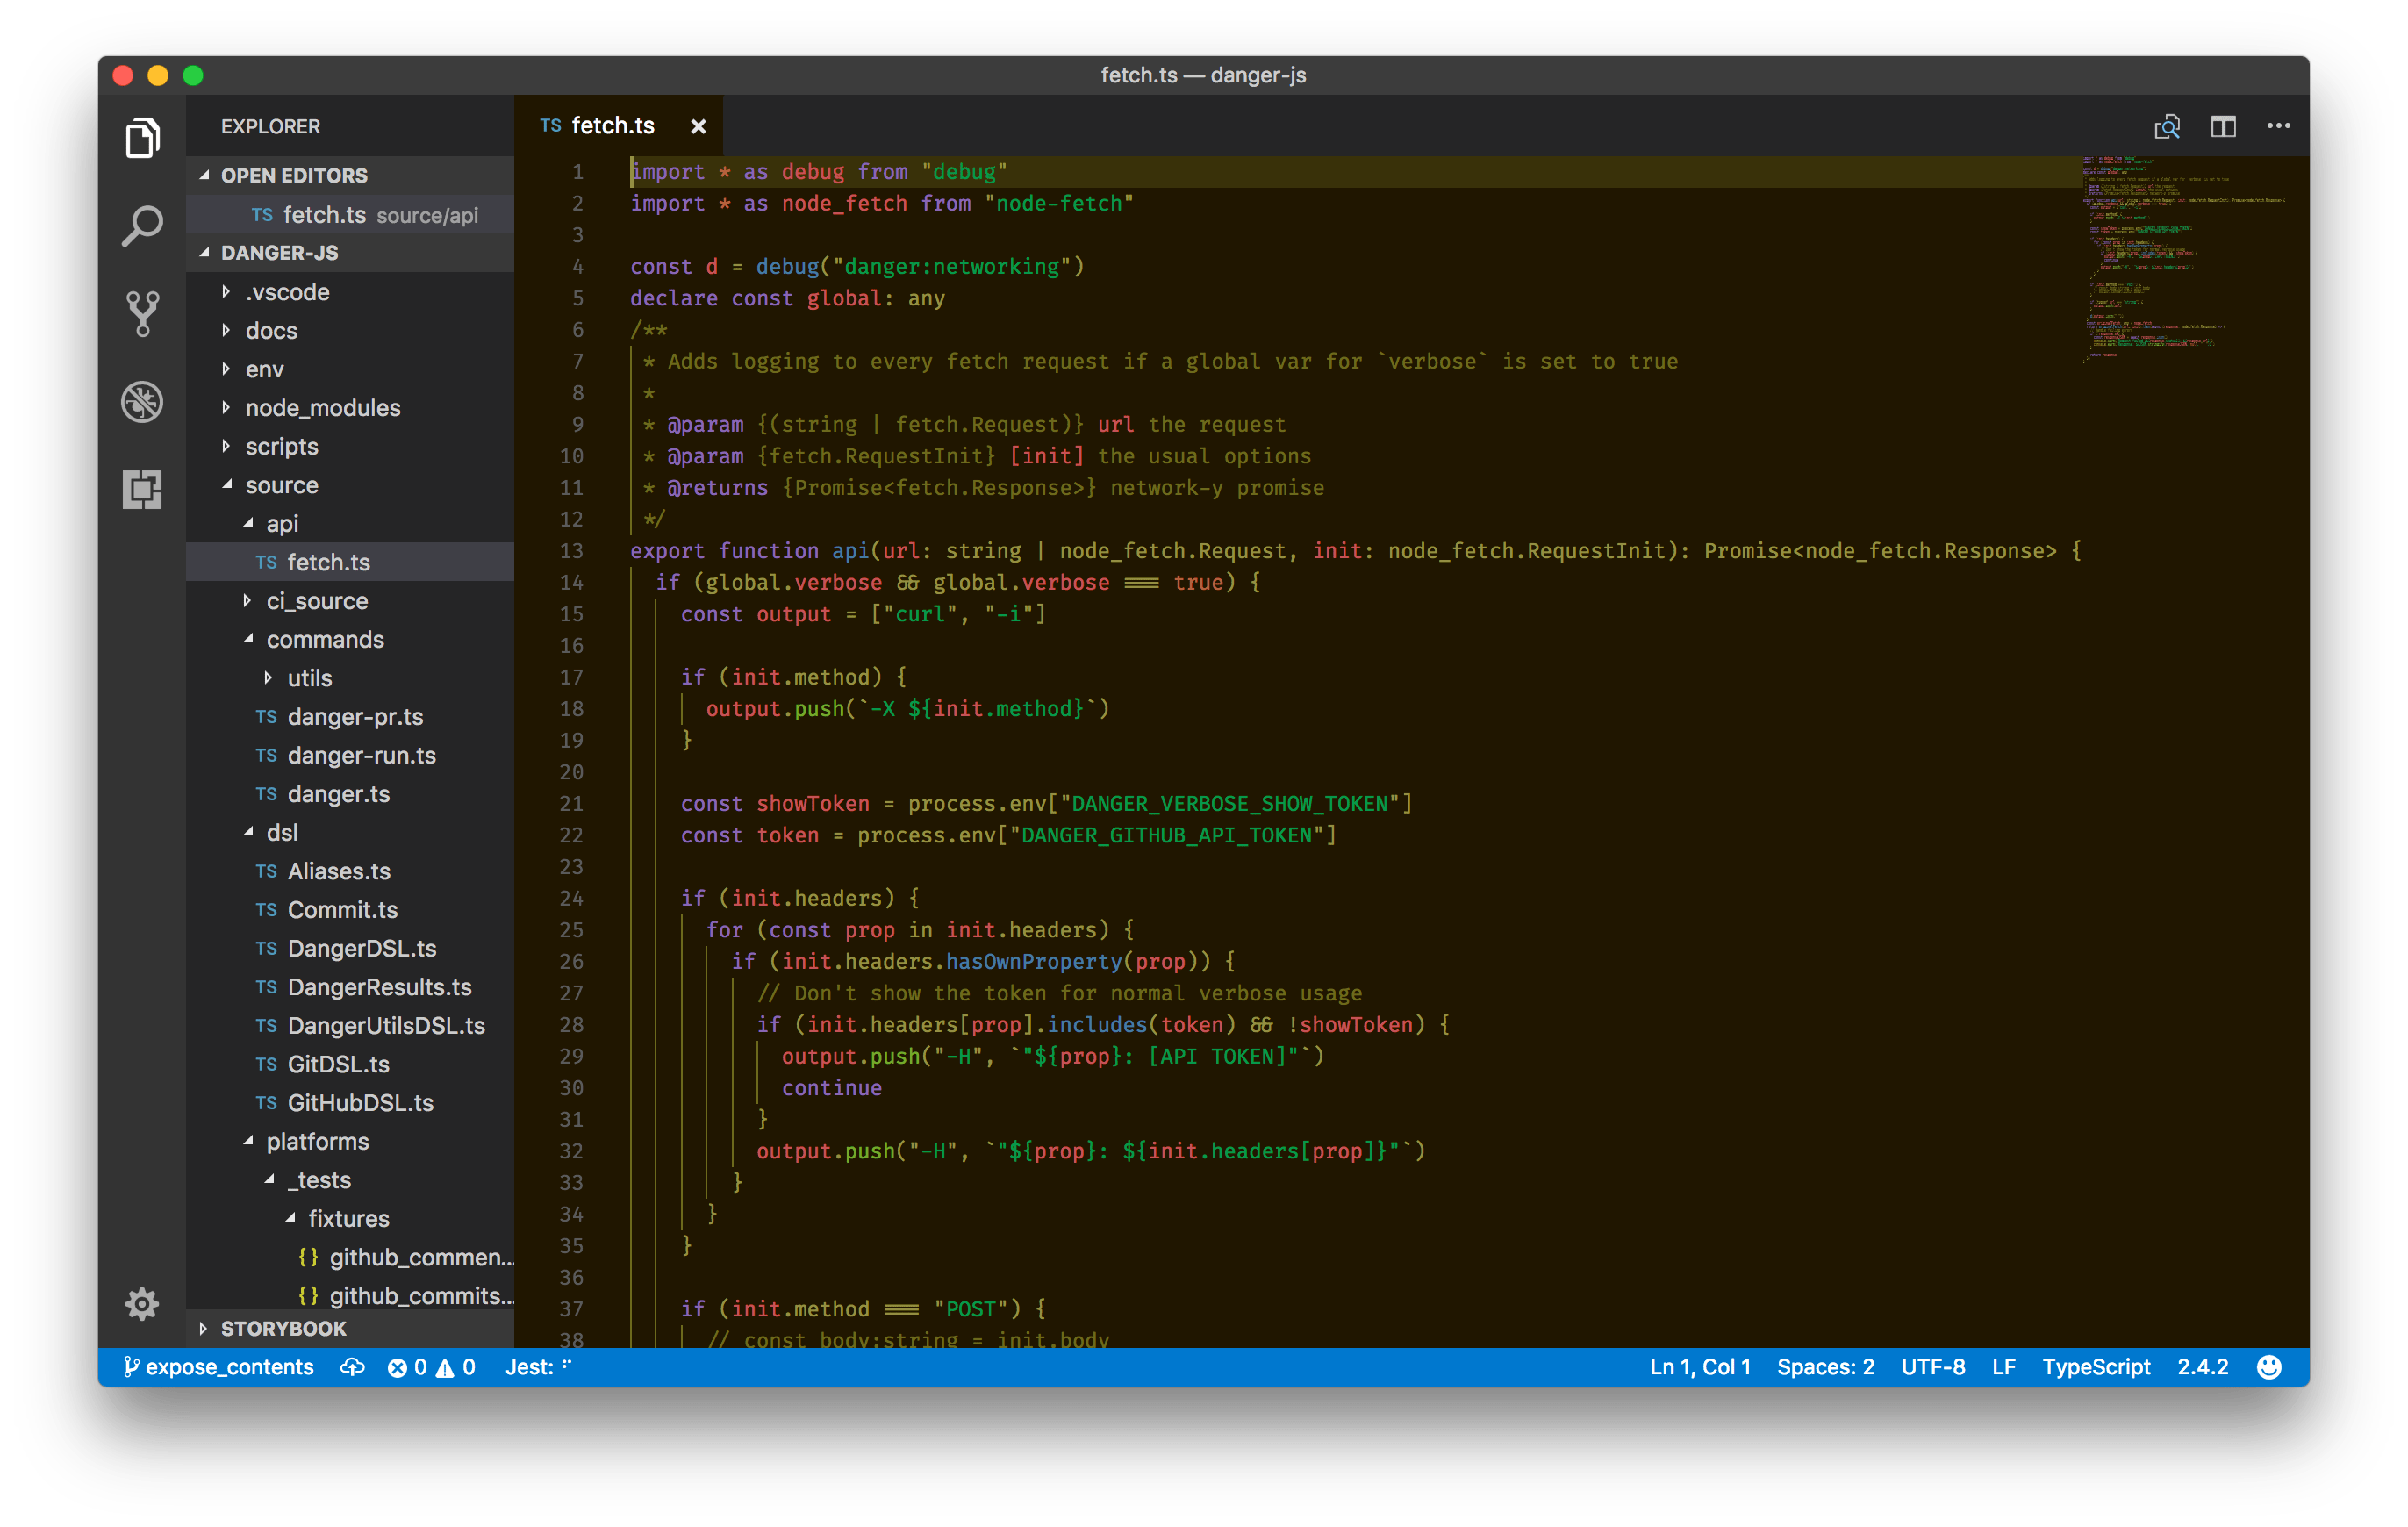 fetch.ts — danger-js
EXPLORER
OPEN EDITORS
TS fetch.ts source/api
DANGER-JS
.vscode
docs
env
node_modules
scripts
source
api
TS fetch.ts
ci_source
commands
utils
TS danger-pr.ts
TS danger-run.ts
TS danger.ts
dsl
TS Aliases.ts
TS Commit.ts
TS DangerDSL.ts
TS DangerResults.ts
TS DangerUtilsDSL.ts
TS GitDSL.ts
TS GitHubDSL.ts
platforms
_tests
fixtures
{} github_commen...
{} github_commits...
STORYBOOK
TS fetch.ts ×
1 import * as debug from "debug"
2 import * as node_fetch from "node-fetch"
3
4 const d = debug("danger:networking")
5 declare const global: any
6 /**
7 * Adds logging to every fetch request if a global var for `verbose` is set to true
8 *
9 * @param {(string | fetch.Request)} url the request
10 * @param {fetch.RequestInit} [init] the usual options
11 * @returns {Promise<fetch.Response>} network-y promise
12 */
13 export function api(url: string | node_fetch.Request, init: node_fetch.RequestInit): Promise<node_fetch.Response> {
14 if (global.verbose && global.verbose === true) {
15 const output = ["curl", "-i"]
16
17 if (init.method) {
18 output.push(`-X ${init.method}`)
19 }
20
21 const showToken = process.env["DANGER_VERBOSE_SHOW_TOKEN"]
22 const token = process.env["DANGER_GITHUB_API_TOKEN"]
23
24 if (init.headers) {
25 for (const prop in init.headers) {
26 if (init.headers.hasOwnProperty(prop)) {
27 // Don't show the token for normal verbose usage
28 if (init.headers[prop].includes(token) && !showToken) {
29 output.push("-H", `"${prop}: [API TOKEN]"`)
30 continue
31 }
32 output.push("-H", `"${prop}: ${init.headers[prop]}"`)
33 }
34 }
35 }
36
37 if (init.method === "POST") {
38 // const body:string = init.body
expose_contents 0 0 Jest:
Ln 1, Col 1 Spaces: 2 UTF-8 LF TypeScript 2.4.2